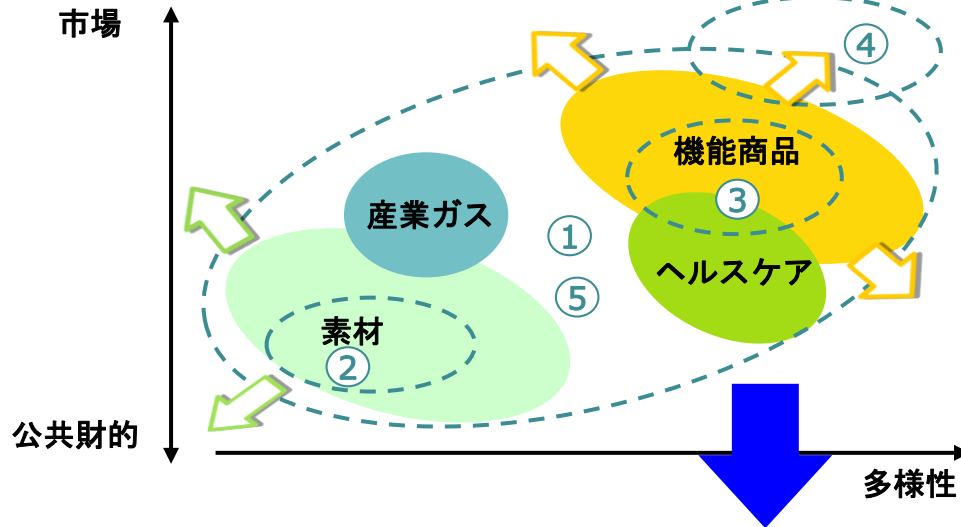 市場
④
機能商品
③
産業ガス
①
ヘルスケア
⑤
素材
②
公共財的
多様性